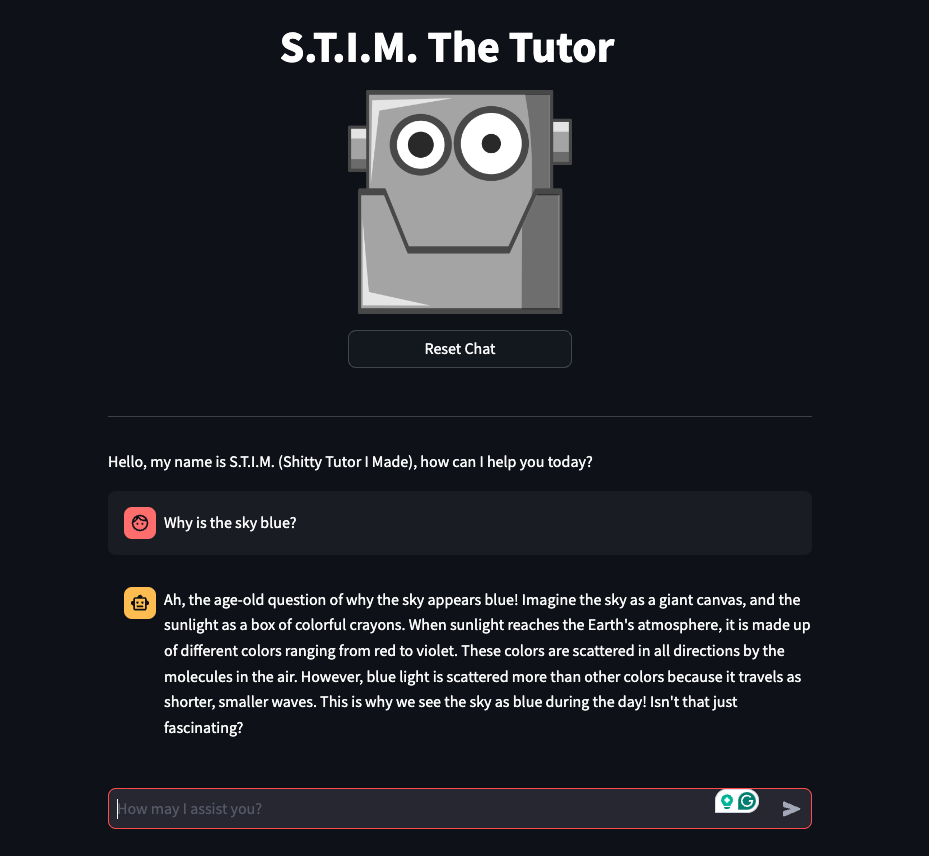 S.T.I.M. The Tutor
Reset Chat
Hello, my name is S.T.I.M. (Shitty Tutor I Made), how can I help you today?
Why is the sky blue?
Ah, the age-old question of why the sky appears blue! Imagine the sky as a giant canvas, and the
sunlight as a box of colorful crayons. When sunlight reaches the Earth's atmosphere, it is made up
of different colors ranging from red to violet. These colors are scattered in all directions by the
molecules in the air. However, blue light is scattered more than other colors because it travels as
shorter, smaller waves. This is why we see the sky as blue during the day! Isn't that just
fascinating?
How may I assist you?